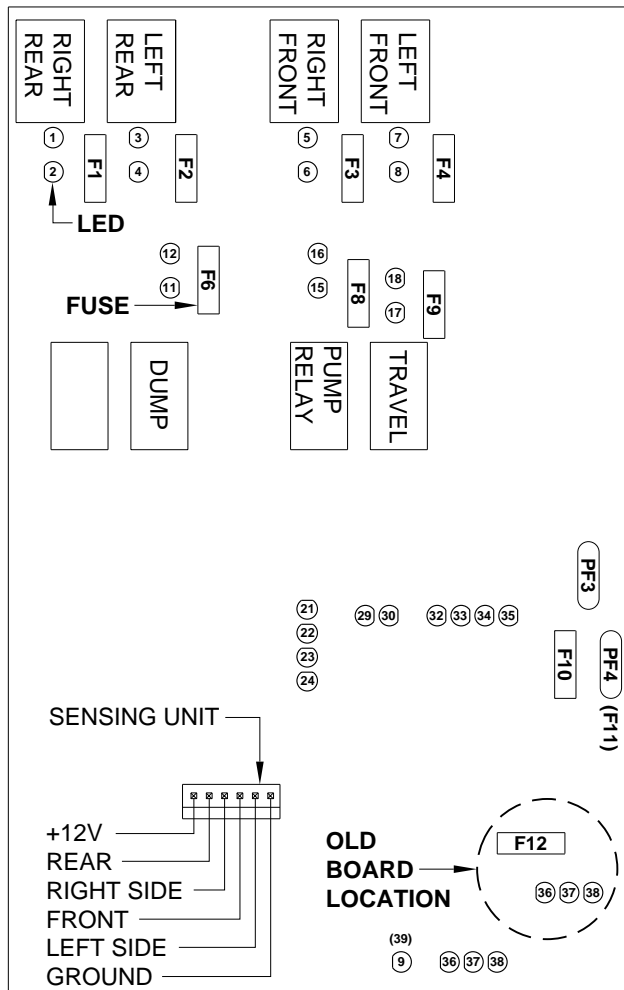 RIGHT
REAR
LEFT
REAR
RIGHT
FRONT
LEFT
FRONT
1
3
5
7
2
4
6
8
F1
F2
F3
F4
LED
12
11
F6
16
15
F8
18
17
F9
FUSE
DUMP
PUMP
RELAY
TRAVEL
PF3
21
22
23
24
29 30
32 33 34 35
F10
PF4
(F11)
SENSING UNIT
+12V
REAR
RIGHT SIDE
FRONT
LEFT SIDE
GROUND
OLD
BOARD
LOCATION
F12
36 37 38
(39)
9
36 37 38